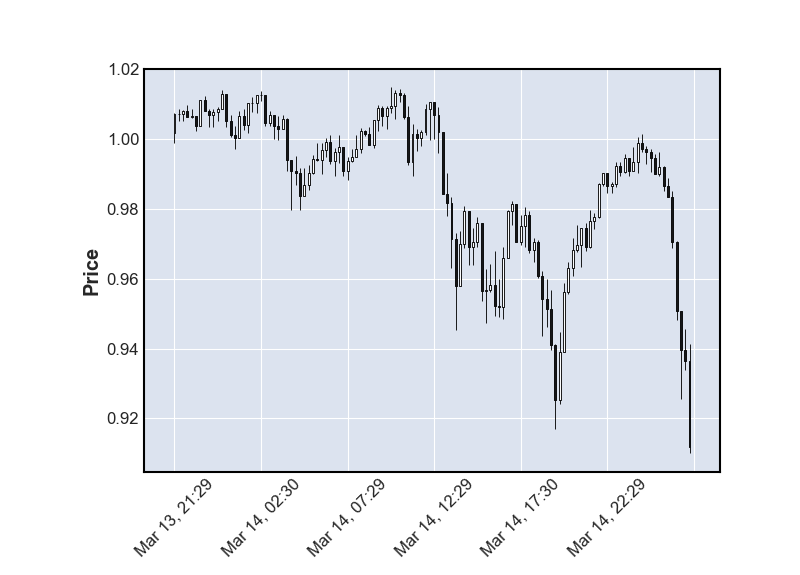 1.02
1.00
0.98
0.96
0.94
0.92
Price
Mar 13, 21:29
Mar 14, 02:30
Mar 14, 07:29
Mar 14, 12:29
Mar 14, 17:30
Mar 14, 22:29